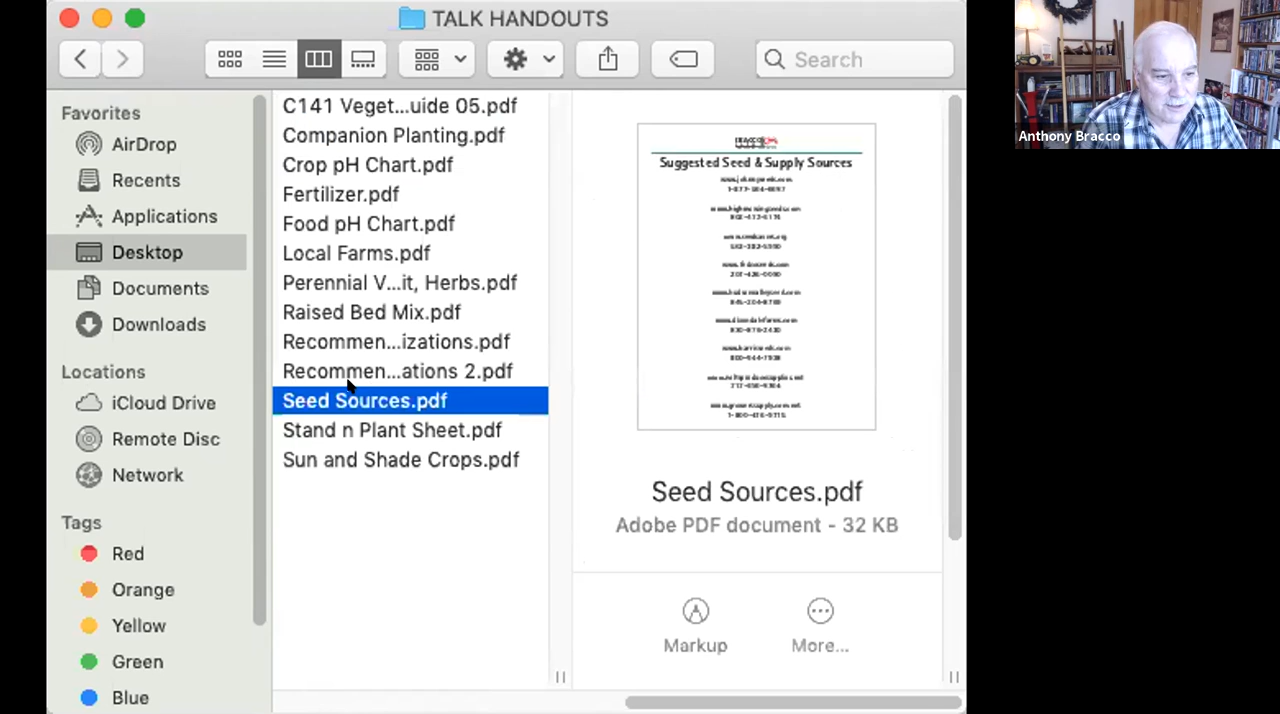 TALK HANDOUTS
Search
Favorites
AirDrop
Recents
Applications
Desktop
Documents
Downloads
Locations
iCloud Drive
Remote Disc
Network
Tags
Red
Orange
Yellow
Green
Blue
C141 Veget...uide 05.pdf
Companion Planting.pdf
Crop pH Chart.pdf
Fertilizer.pdf
Food pH Chart.pdf
Local Farms.pdf
Perennial V...it, Herbs.pdf
Raised Bed Mix.pdf
Recommen...izations.pdf
Recommen...ations 2.pdf
Seed Sources.pdf
Stand n Plant Sheet.pdf
Sun and Shade Crops.pdf
Suggested Seed & Supply Sources
Seed Sources.pdf
Adobe PDF document - 32 KB
Markup
More...
Anthony Bracco